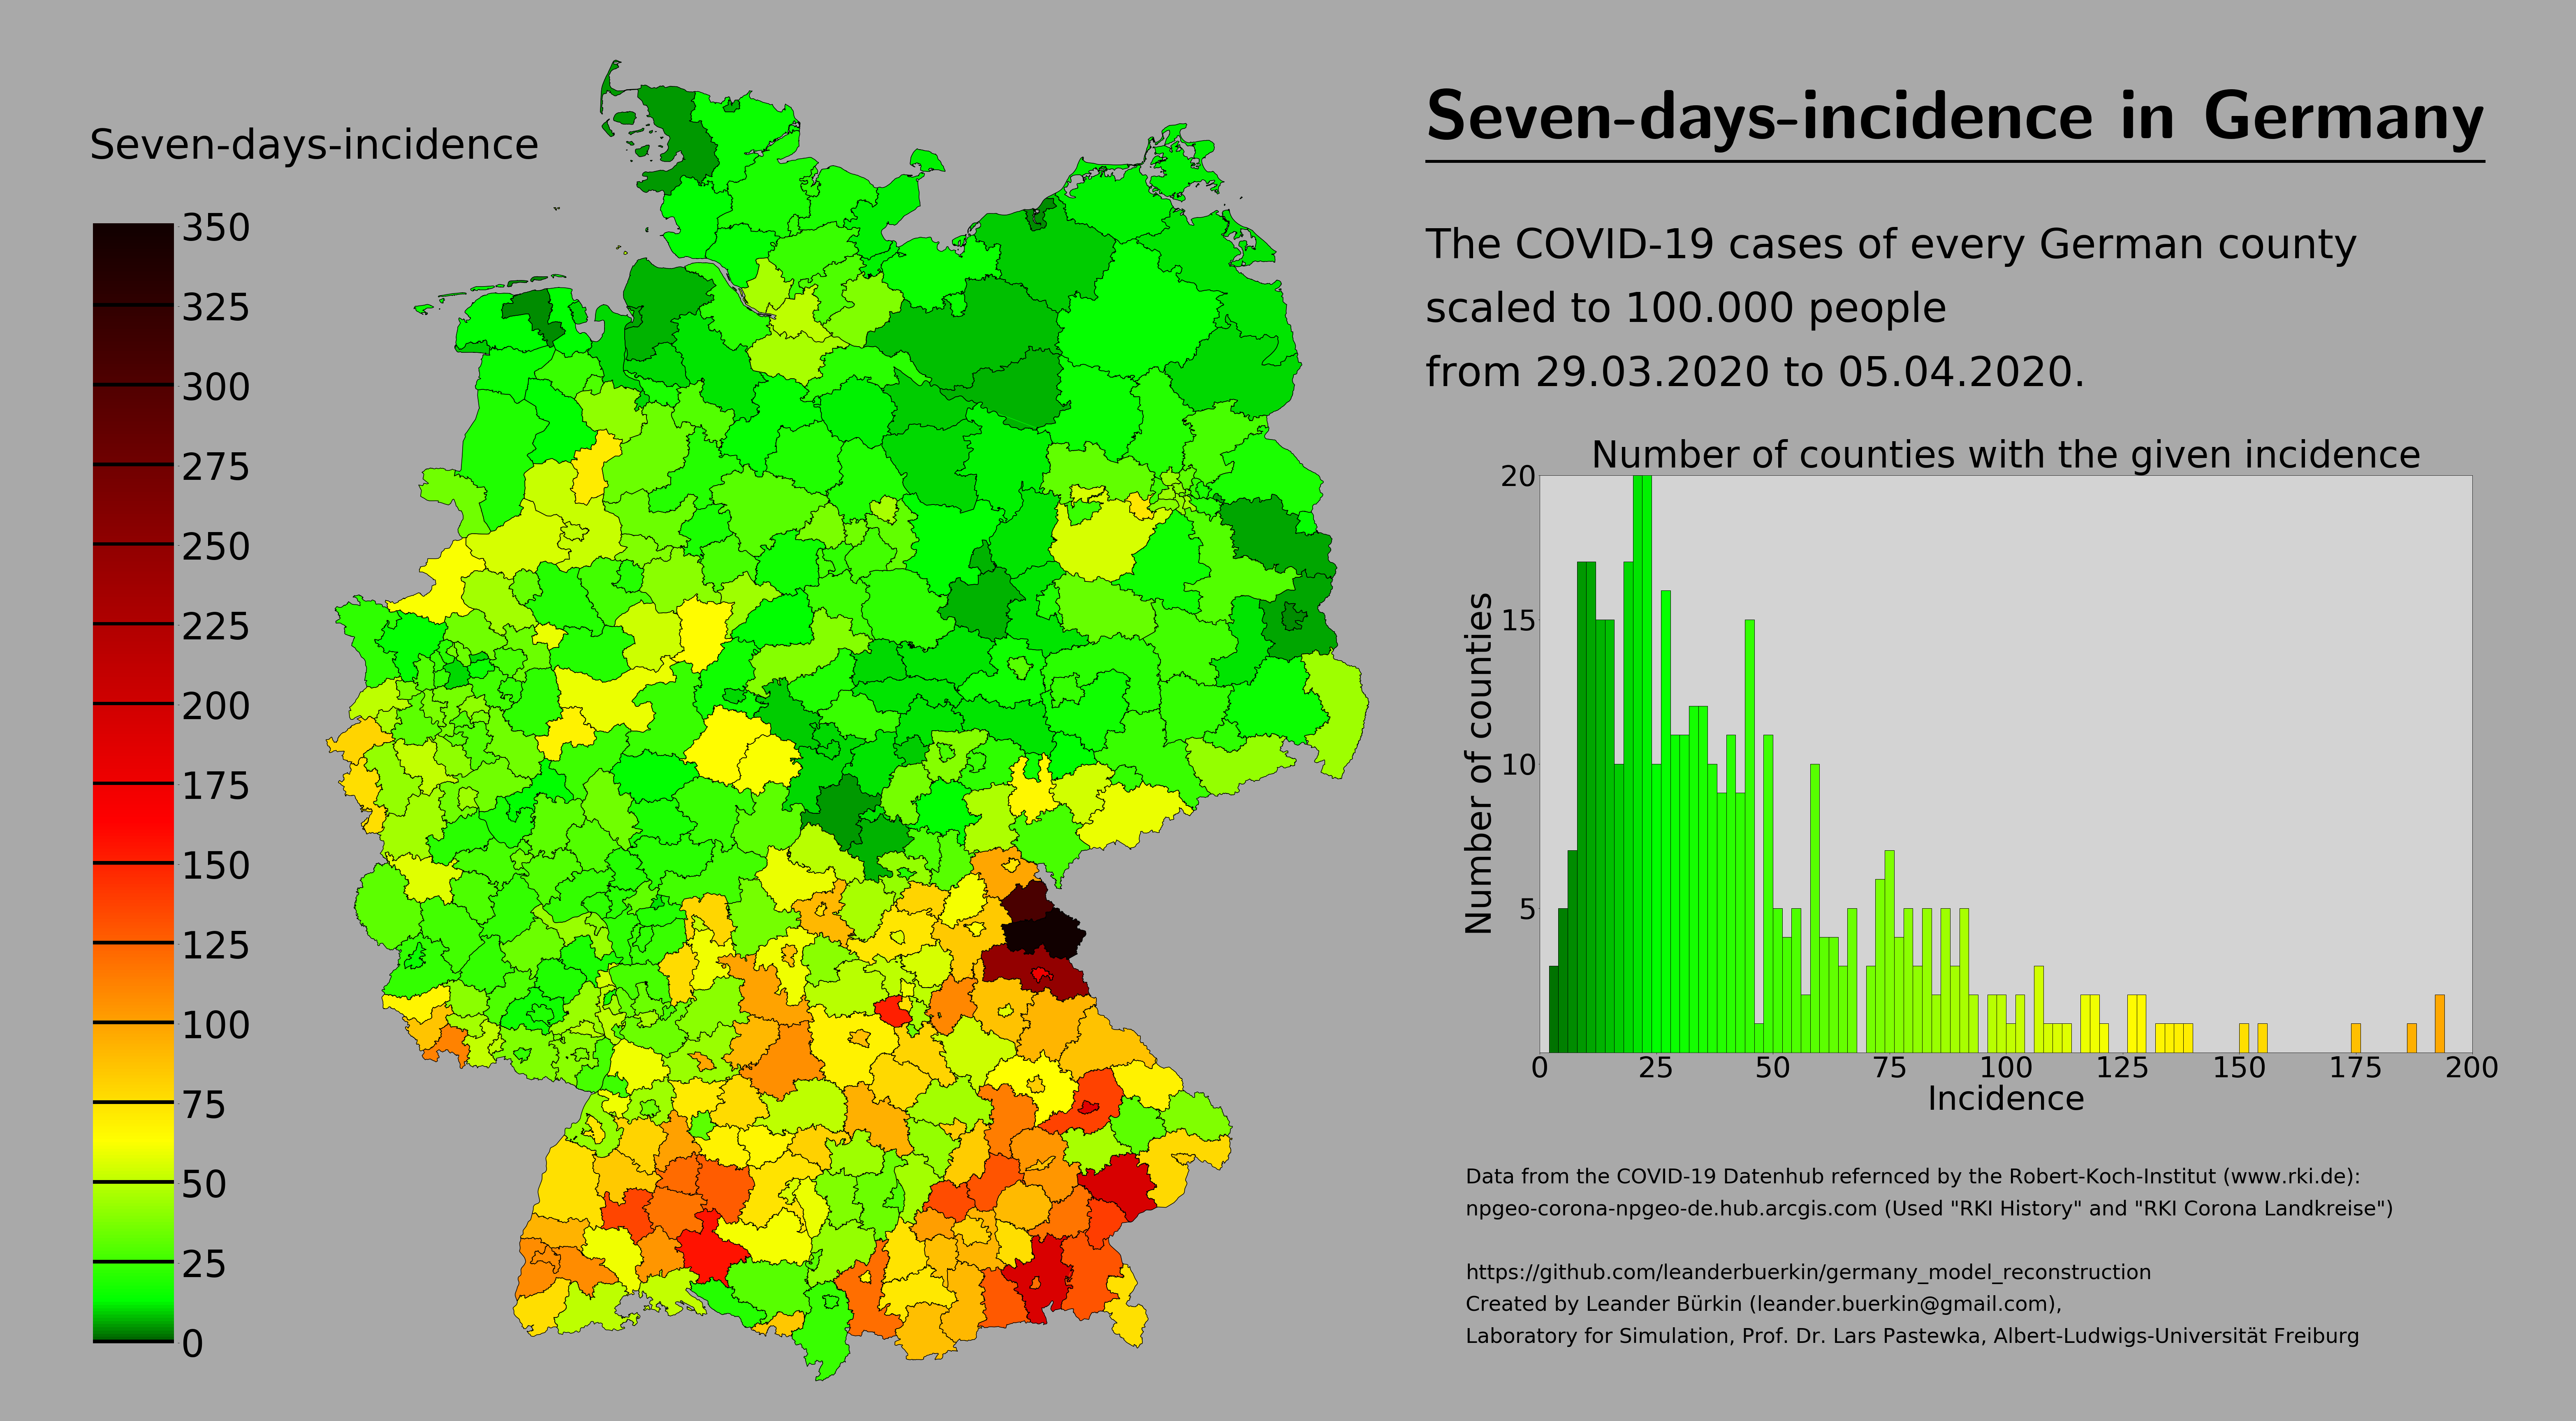 Seven-days-incidence
350
325
300
275
250
225
200
175
150
125
100
75
50
25
0
Seven-days-incidence in Germany
The COVID-19 cases of every German county
scaled to 100.000 people
from 29.03.2020 to 05.04.2020.
Number of counties with the given incidence
20
15
10
5
Number of counties
0 25 50 75 100 125 150 175 200
Incidence
Data from the COVID-19 Datenhub refernced by the Robert-Koch-Institut (www.rki.de):
npgeo-corona-npgeo-de.hub.arcgis.com (Used "RKI History" and "RKI Corona Landkreise")
https://github.com/leanderbuerkin/germany_model_reconstruction
Created by Leander Bürkin (leander.buerkin@gmail.com),
Laboratory for Simulation, Prof. Dr. Lars Pastewka, Albert-Ludwigs-Universität Freiburg